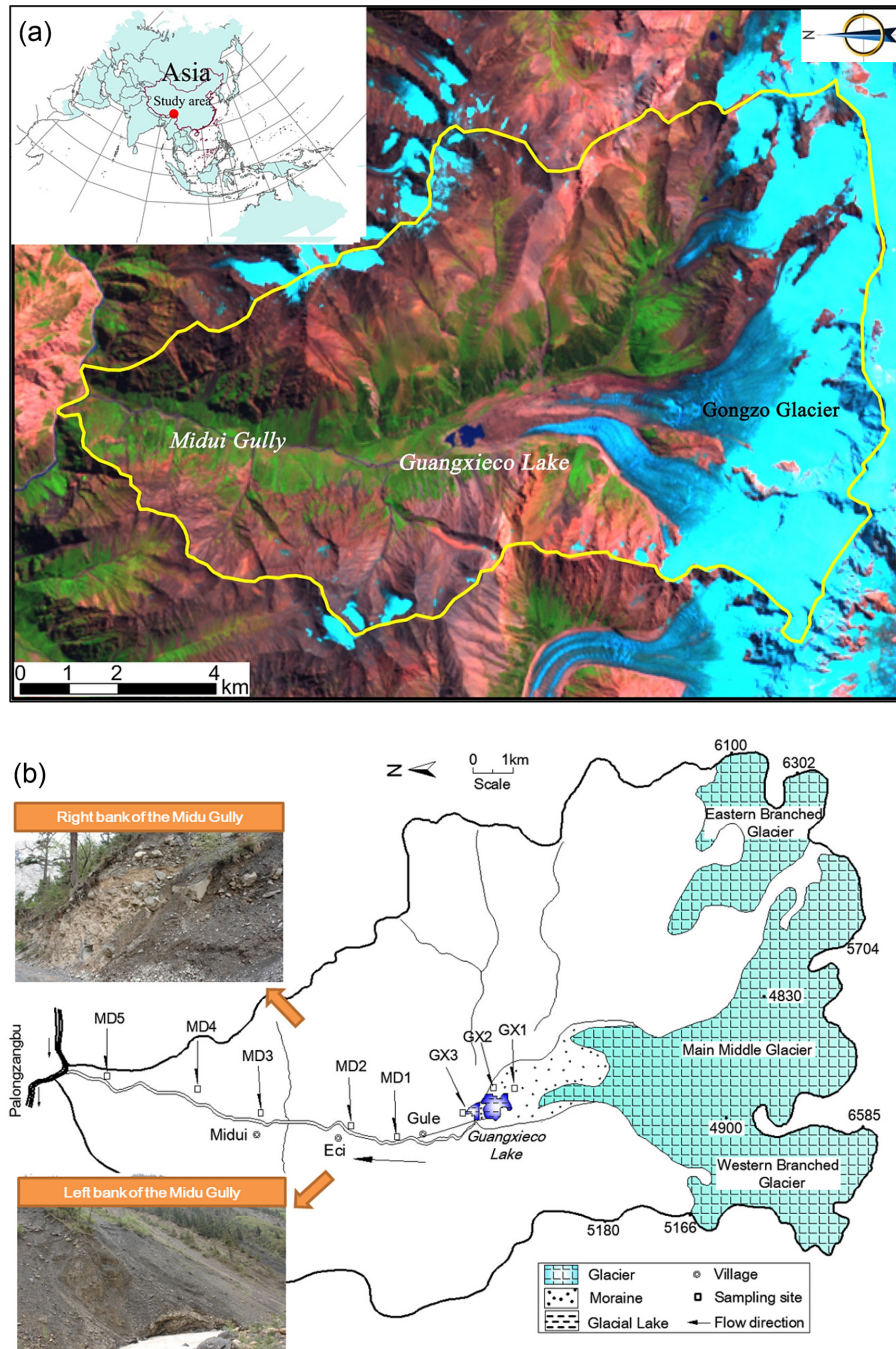 (a)
Asia
Study area
N
Gongzo Glacier
Midui Gully
Guangxieco Lake
0 1 2 4
km
(b)
N
0 1km
Scale
6100
6302
Right bank of the Midu Gully
Eastern Branched
Glacier
5704
4830
MD5
MD4
GX1
GX2
Main Middle Glacier
MD3
MD2
GX3
MD1
Palongzangbu
Gule
4900
6585
Midui
Eci
Guangxieco
Lake
Western Branched
Glacier
Left bank of the Midu Gully
5180
5166
Glacier
Village
Moraine
Sampling site
Glacial Lake
Flow direction